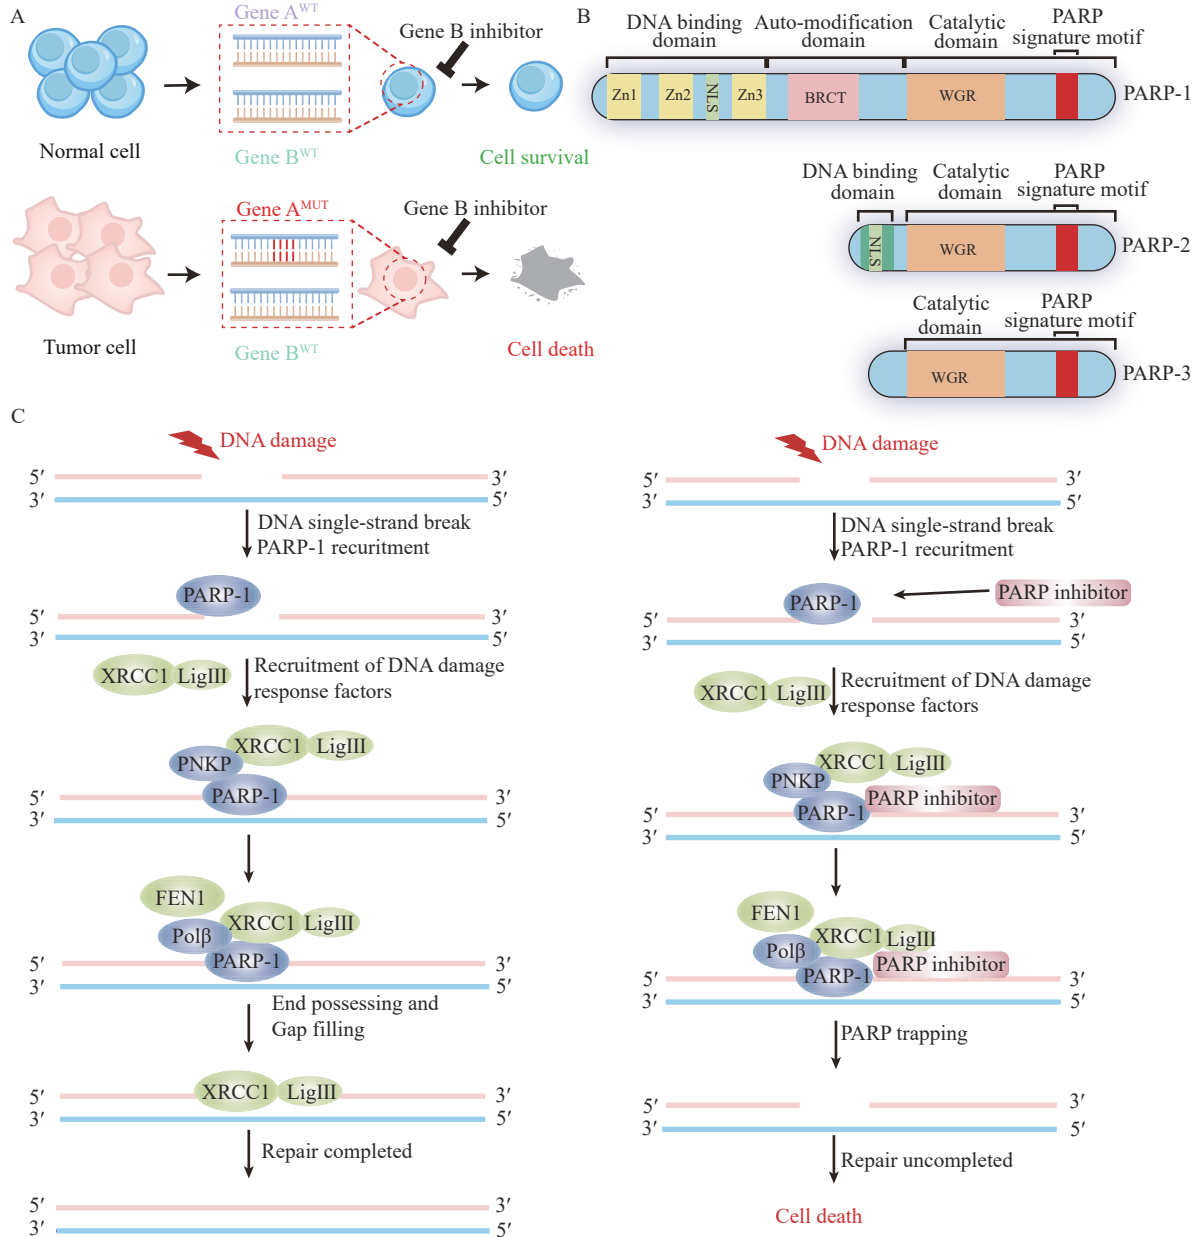 A
Gene A^WT
Gene B inhibitor
Normal cell
Gene B^WT
Cell survival
Gene A^MUT
Gene B inhibitor
Tumor cell
Gene B^WT
Cell death
B
DNA binding
domain
Auto-modification
domain
Catalytic
domain
PARP
signature motif
Zn1
Zn2
NLS
Zn3
BRCT
WGR
PARP-1
DNA binding
domain
Catalytic
domain
PARP
signature motif
NLS
WGR
PARP-2
Catalytic
domain
PARP
signature motif
WGR
PARP-3
C
DNA damage
5′ 3′
3′ 5′
DNA single-strand break
PARP-1 recuritment
PARP-1
5′ 3′
3′ 5′
XRCC1 LigIII
Recruitment of DNA damage
response factors
XRCC1 LigIII
PNKP
PARP-1
5′ 3′
3′ 5′
FEN1
XRCC1 LigIII
Polβ
PARP-1
5′ 3′
3′ 5′
End possessing and
Gap filling
XRCC1 LigIII
5′ 3′
3′ 5′
Repair completed
5′ 3′
3′ 5′
DNA damage
5′ 3′
3′ 5′
DNA single-strand break
PARP-1 recuritment
PARP inhibitor
PARP-1
5′ 3′
3′ 5′
XRCC1 LigIII
Recruitment of DNA damage
response factors
XRCC1 LigIII
PNKP
PARP inhibitor
PARP-1
5′ 3′
3′ 5′
FEN1
XRCC1 LigIII
Polβ
PARP inhibitor
PARP-1
5′ 3′
3′ 5′
PARP trapping
5′ 3′
3′ 5′
Repair uncompleted
Cell death